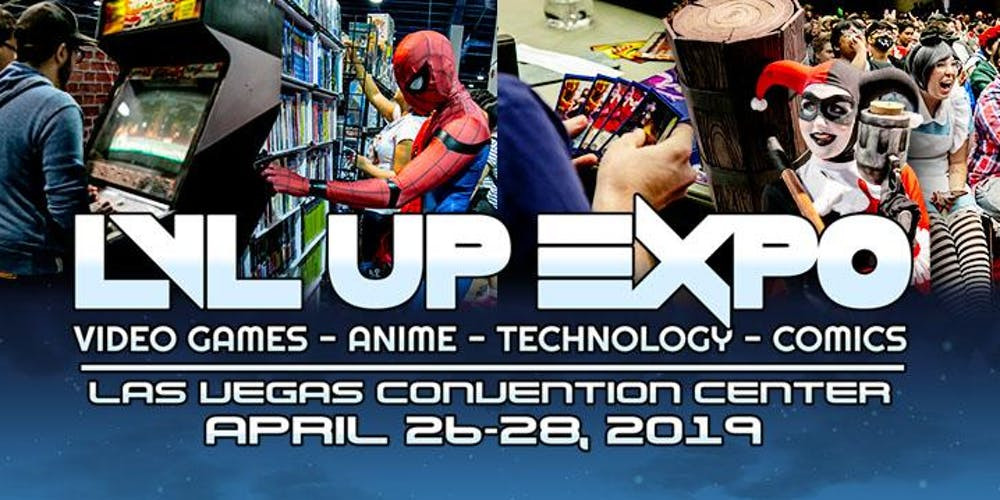 LVL UP EXPO
VIDEO GAMES - ANIME - TECHNOLOGY - COMICS
LAS VEGAS CONVENTION CENTER
APRIL 26-28, 2019